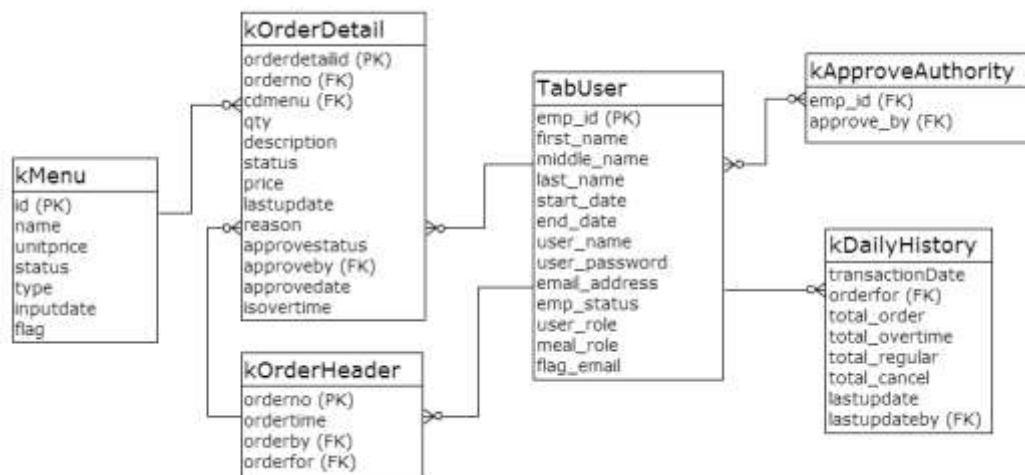 kOrderDetail
orderdetailid (PK)
orderno (FK)
cdmenu (FK)
qty
description
status
price
lastupdate
reason
approvestatus
approveby (FK)
approvedate
isovertime
kMenu
id (PK)
name
unitprice
status
type
inputdate
flag
kOrderHeader
orderno (PK)
ordertime
orderby (FK)
orderfor (FK)
TabUser
emp_id (PK)
first_name
middle_name
last_name
start_date
end_date
user_name
user_password
email_address
emp_status
user_role
meal_role
flag_email
kApproveAuthority
emp_id (FK)
approve_by (FK)
kDailyHistory
transactionDate
orderfor (FK)
total_order
total_overtime
total_regular
total_cancel
lastupdate
lastupdateby (FK)